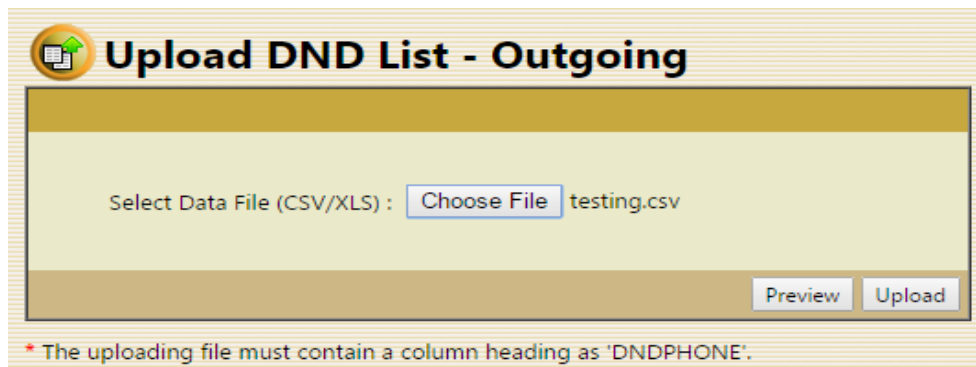 Upload DND List - Outgoing
Select Data File (CSV/XLS) : Choose File testing.csv
Preview Upload
* The uploading file must contain a column heading as 'DNDPHONE'.